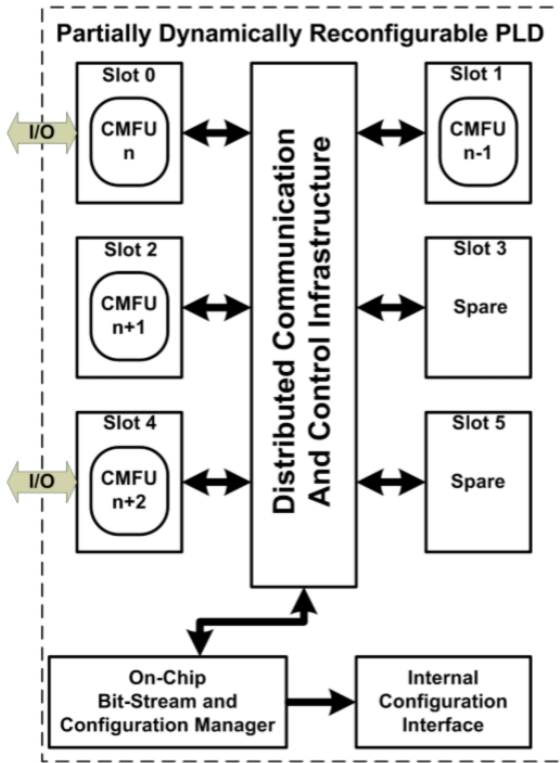 Partially Dynamically Reconfigurable PLD
Slot 0
CMFU
n
I/O
Slot 1
CMFU
n-1
Slot 2
CMFU
n+1
Slot 3
Spare
Slot 4
CMFU
n+2
I/O
Slot 5
Spare
Distributed Communication
And Control Infrastructure
On-Chip
Bit-Stream and
Configuration Manager
Internal
Configuration
Interface